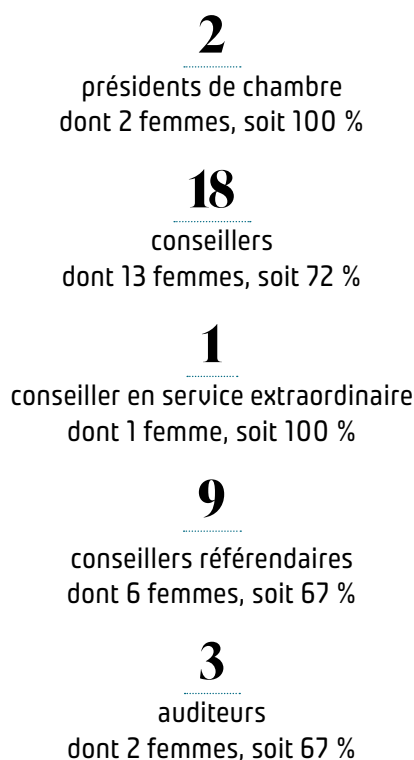 2
présidents de chambre
dont 2 femmes, soit 100 %
18
conseillers
dont 13 femmes, soit 72 %
1
conseiller en service extraordinaire
dont 1 femme, soit 100 %
9
conseillers référendaires
dont 6 femmes, soit 67 %
3
auditeurs
dont 2 femmes, soit 67 %